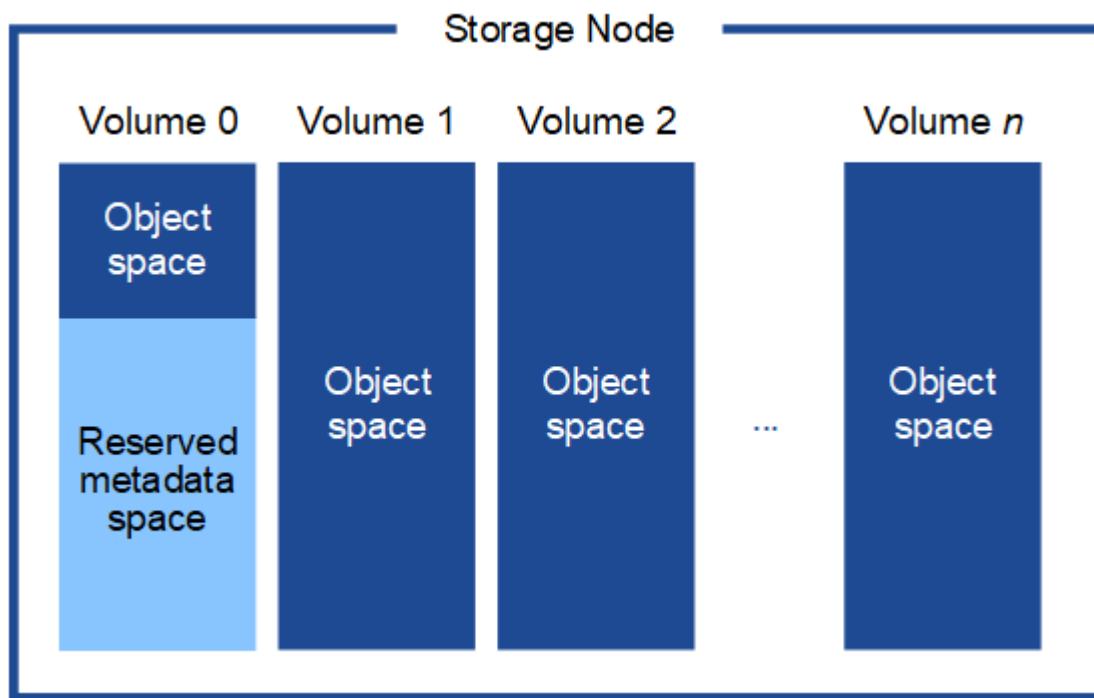 Storage Node
Volume 0
Volume 1
Volume 2
Volume n
Object
space
Reserved
metadata
space
Object
space
Object
space
...
Object
space